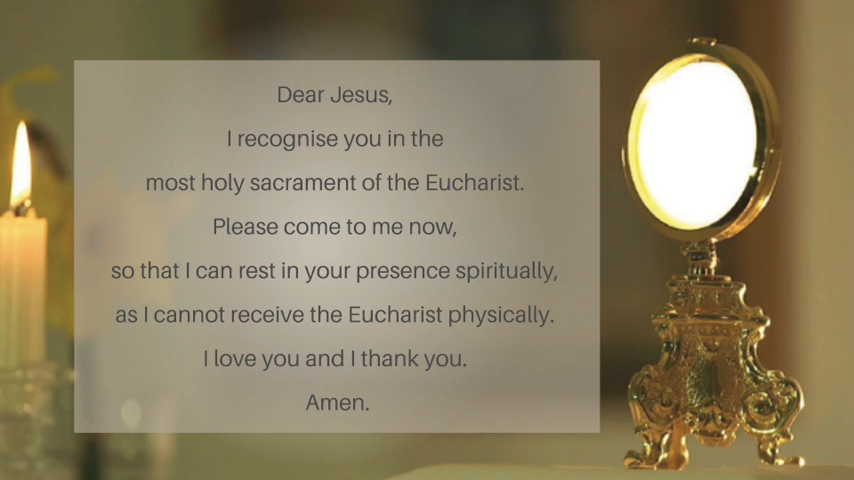 Dear Jesus,
I recognise you in the
most holy sacrament of the Eucharist.
Please come to me now,
so that I can rest in your presence spiritually,
as I cannot receive the Eucharist physically.
I love you and I thank you.
Amen.